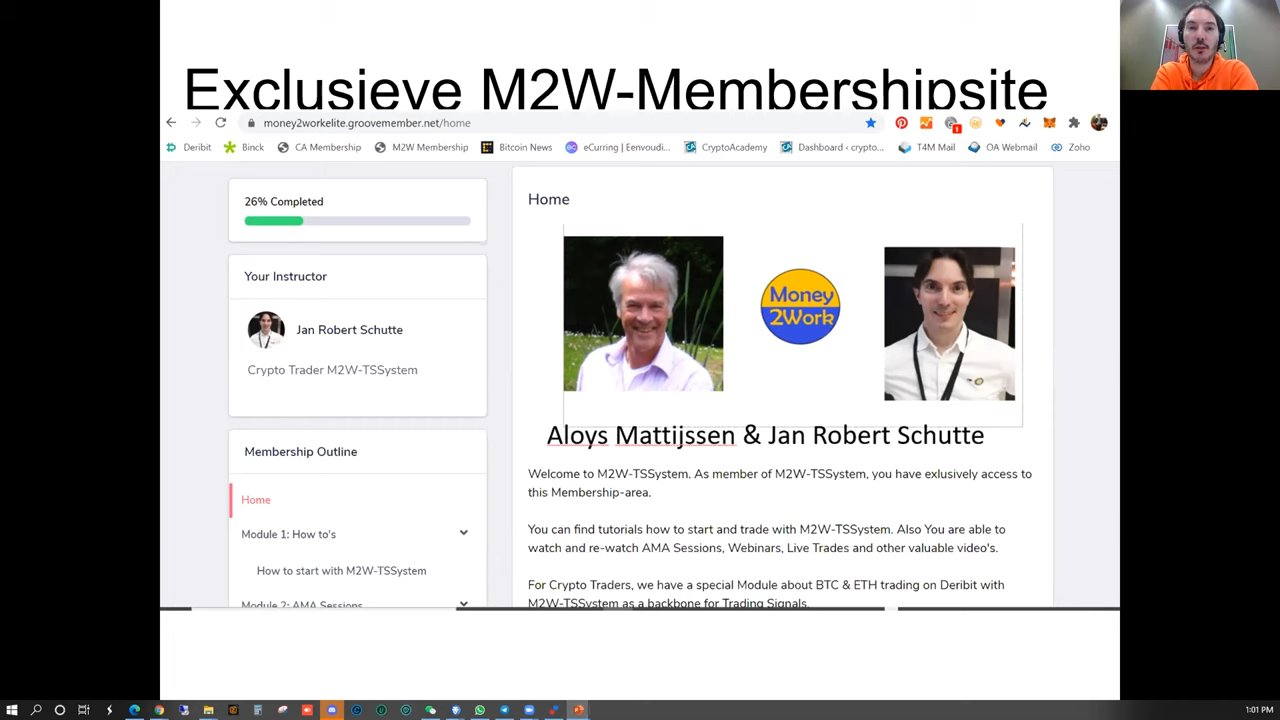 Exclusieve M2W-Membershipsite
money2workelite.groovemember.net/home
Deribit Binck CA Membership M2W Membership Bitcoin News eCurring | Eenvoudi... CryptoAcademy Dashboard ‹ crypto... T4M Mail OA Webmail Zoho
26% Completed
Your Instructor
Jan Robert Schutte
Crypto Trader M2W-TSSystem
Membership Outline
Home
Module 1: How to's
How to start with M2W-TSSystem
Module 2: AMA Sessions
Home
Money
2Work
Aloys Mattijssen & Jan Robert Schutte
Welcome to M2W-TSSystem. As member of M2W-TSSystem, you have exlusively access to
this Membership-area.
You can find tutorials how to start and trade with M2W-TSSystem. Also You are able to
watch and re-watch AMA Sessions, Webinars, Live Trades and other valuable video's.
For Crypto Traders, we have a special Module about BTC & ETH trading on Deribit with
M2W-TSSystem as a backbone for Trading Signals.
1:01 PM